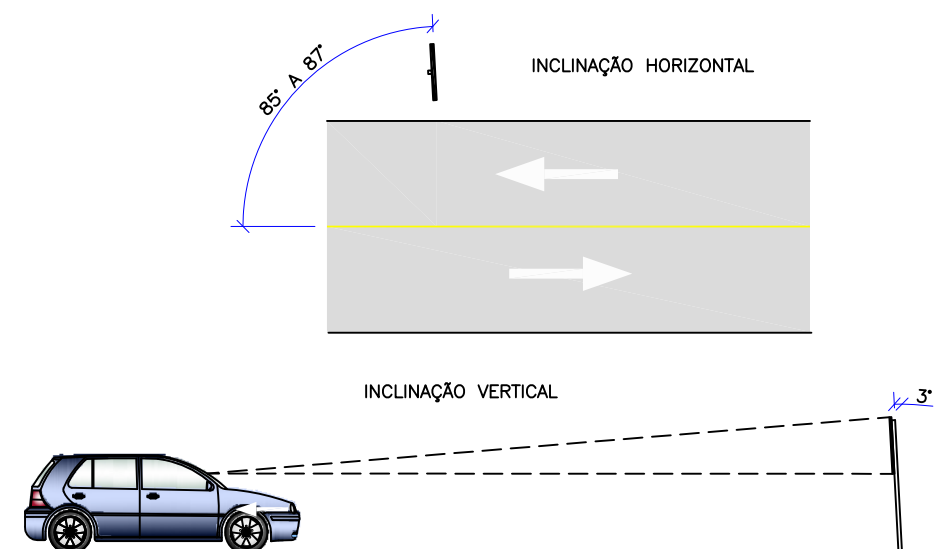 85° A 87°
INCLINAÇÃO HORIZONTAL
INCLINAÇÃO VERTICAL
3°